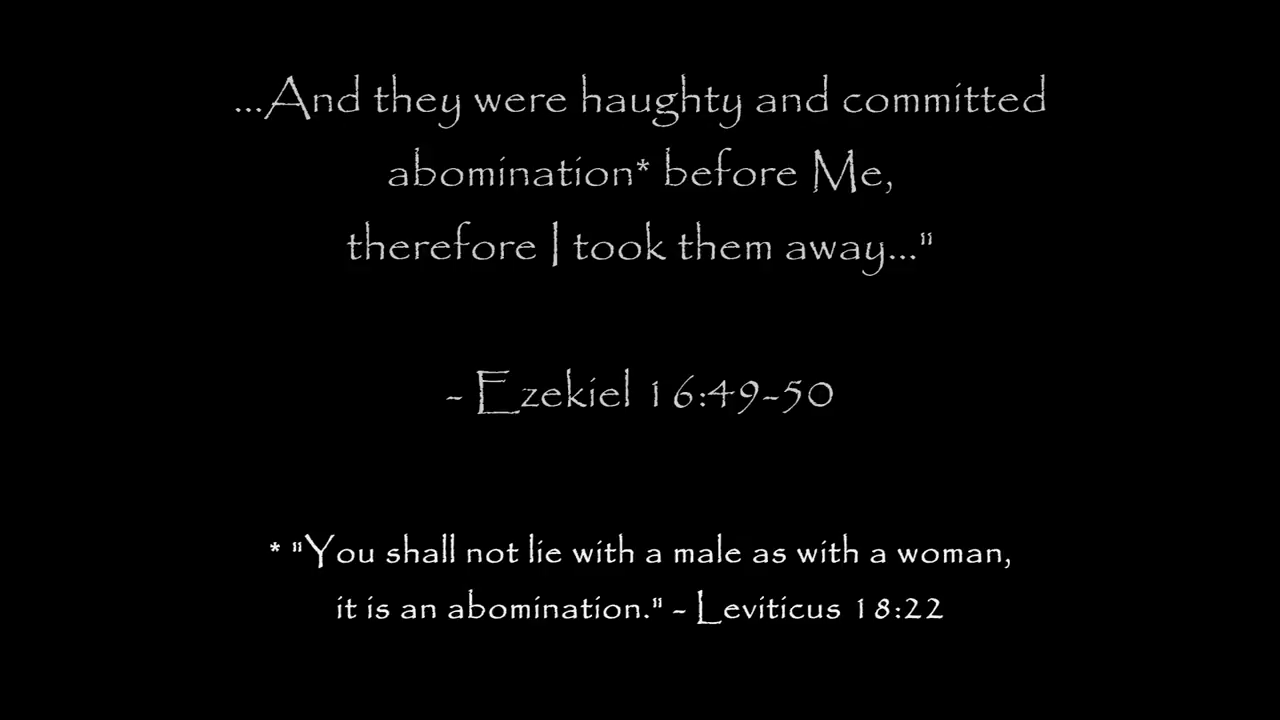 ...And they were haughty and committed
abomination* before Me,
therefore I took them away..."
- Ezekiel 16:49-50
* "You shall not lie with a male as with a woman,
it is an abomination." - Leviticus 18:22